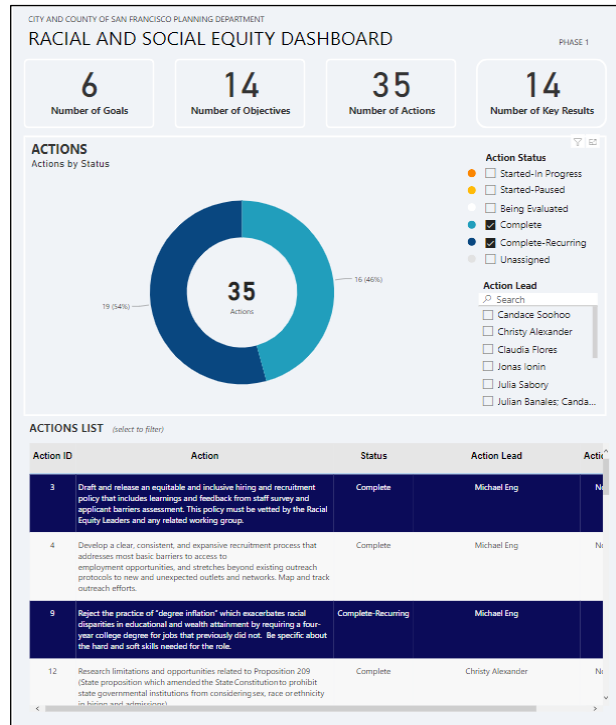 CITY AND COUNTY OF SAN FRANCISCO PLANNING DEPARTMENT
RACIAL AND SOCIAL EQUITY DASHBOARD
PHASE 1
6
Number of Goals
14
Number of Objectives
35
Number of Actions
14
Number of Key Results
ACTIONS
Actions by Status
19 (54%)
35
Actions
16 (46%)
Action Status
Started-In Progress
Started-Paused
Being Evaluated
Complete
Complete-Recurring
Unassigned
Action Lead
Search
Candace Soohoo
Christy Alexander
Claudia Flores
Jonas Ionin
Julia Sabory
Julian Banales; Canda...
ACTIONS LIST (select to filter)
Action ID Action Status Action Lead Actic
3 Draft and release an equitable and inclusive hiring and recruitment Complete Michael Eng No
policy that includes learnings and feedback from staff survey and
applicant barriers assessment. This policy must be vetted by the Racial
Equity Leaders and any related working group.
4 Develop a clear, consistent, and expansive recruitment process that Complete Michael Eng No
addresses most basic barriers to access to
employment opportunities, and stretches beyond existing outreach
protocols to new and unexpected outlets and networks. Map and track
outreach efforts.
9 Reject the practice of "degree inflation" which exacerbates racial Complete-Recurring Michael Eng
disparities in educational and wealth attainment by requiring a four-
year college degree for jobs that previously did not. Be specific about
the hard and soft skills needed for the role.
12 Research limitations and opportunities related to Proposition 209 Complete Christy Alexander No
(State proposition which amended the State Constitution to prohibit
state governmental institutions from considering sex, race or ethnicity
in hiring and admissions)